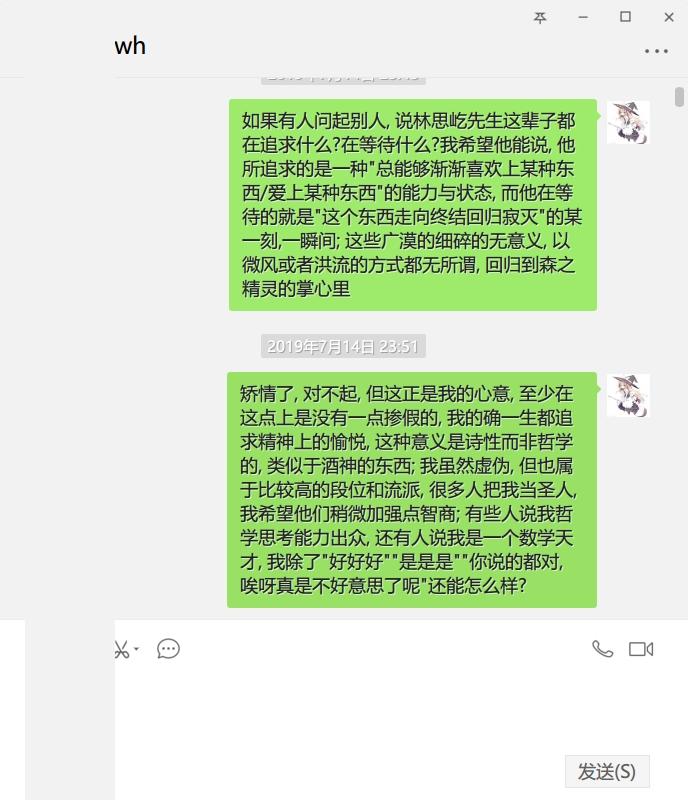 wh
如果有人问起别人, 说林思屹先生这辈子都
在追求什么?在等待什么?我希望他能说, 他
所追求的是一种"总能够渐渐喜欢上某种东
西/爱上某种东西"的能力与状态, 而他在等
待的就是"这个东西走向终结回归寂灭"的某
一刻,一瞬间; 这些广漠的细碎的无意义, 以
微风或者洪流的方式都无所谓, 回归到森之
精灵的掌心里
2019年7月14日 23:51
矫情了, 对不起, 但这正是我的心意, 至少在
这点上是没有一点掺假的, 我的确一生都追
求精神上的愉悦, 这种意义是诗性而非哲学
的, 类似于酒神的东西; 我虽然虚伪, 但也属
于比较高的段位和流派, 很多人把我当圣人,
我希望他们稍微加强点智商; 有些人说我哲
学思考能力出众, 还有人说我是一个数学天
才, 我除了"好好好""是是是""你说的都对,
唉呀真是不好意思了呢"还能怎么样?
发送(S)